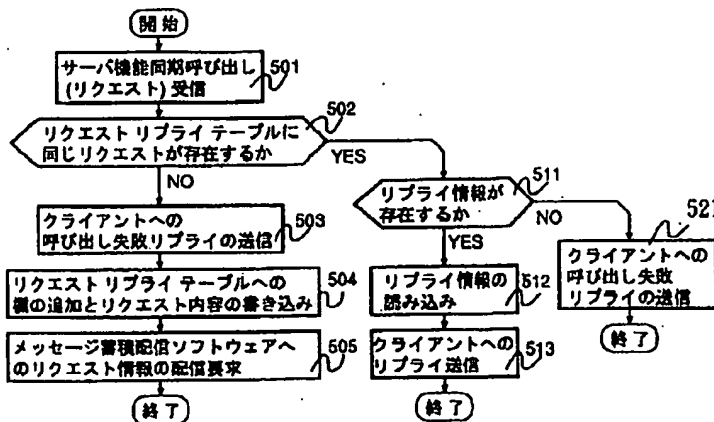 開始
サーバ機能同期呼び出し
(リクエスト) 受信
501
リクエスト リプライ テーブルに
同じリクエストが存在するか
502
YES
NO
クライアントへの
呼び出し失敗リプライの送信
503
リクエスト リプライ テーブルへの
欄の追加とリクエスト内容の書き込み
504
メッセージ蓄積配信ソフトウェアへ
のリクエスト情報の配信要求
505
終了
リプライ情報が
存在するか
511
NO
YES
リプライ情報の
読み込み
512
クライアントへの
リプライ送信
513
終了
521
クライアントへの
呼び出し失敗
リプライの送信
終了